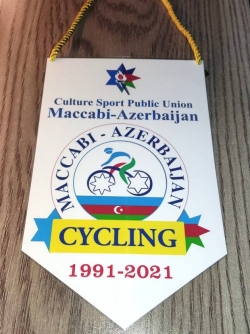 Culture Sport Public Union
Maccabi-Azerbaijan
MACCABI - AZERBAIJAN
CYCLING
1991-2021